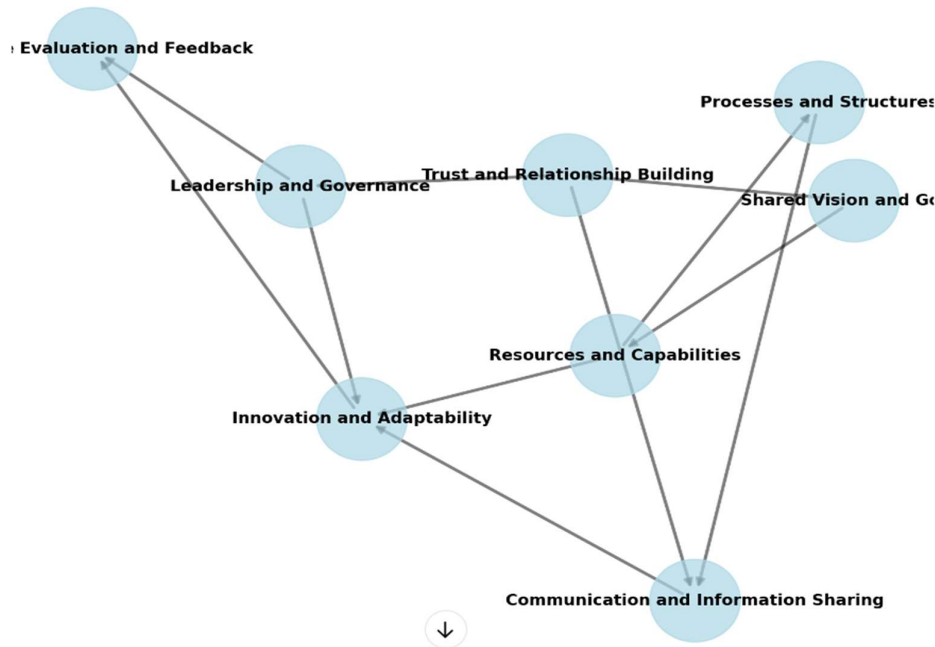 Evaluation and Feedback
Processes and Structures
Trust and Relationship Building
Leadership and Governance
Shared Vision and
Resources and Capabilities
Innovation and Adaptability
Communication and Information Sharing